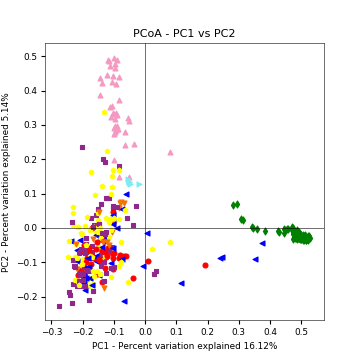 PCoA - PC1 vs PC2
PC2 - Percent variation explained 5.14%
0.5
0.4
0.3
0.2
0.1
0.0
−0.1
−0.2
−0.3 −0.2 −0.1 0.0 0.1 0.2 0.3 0.4 0.5
PC1 - Percent variation explained 16.12%